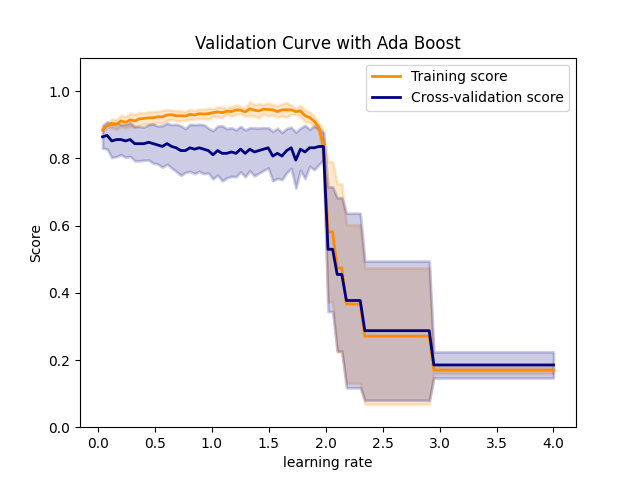 Validation Curve with Ada Boost
Training score
Cross-validation score
1.0
0.8
0.6
0.4
0.2
0.0
Score
0.0 0.5 1.0 1.5 2.0 2.5 3.0 3.5 4.0
learning rate